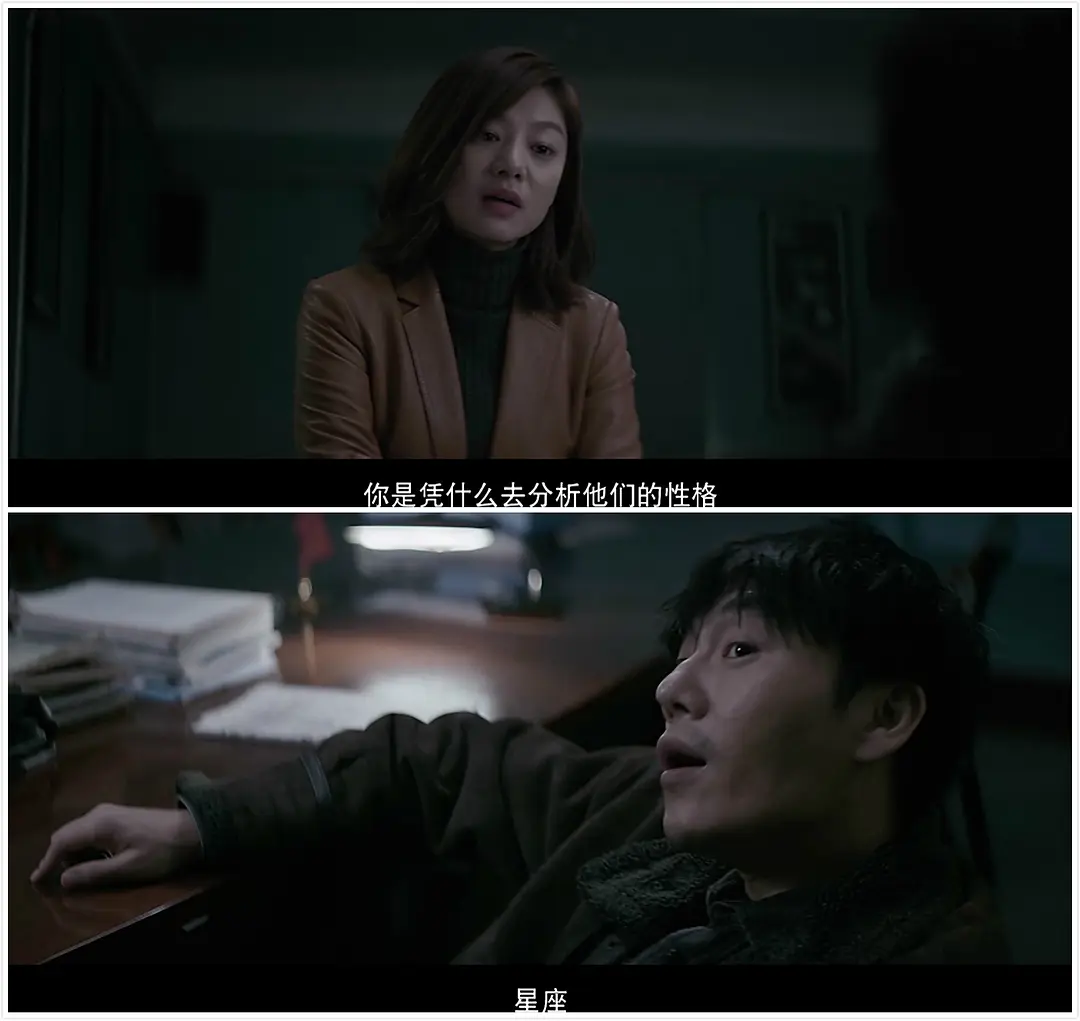 你是凭什么去分析他们的性格
星座